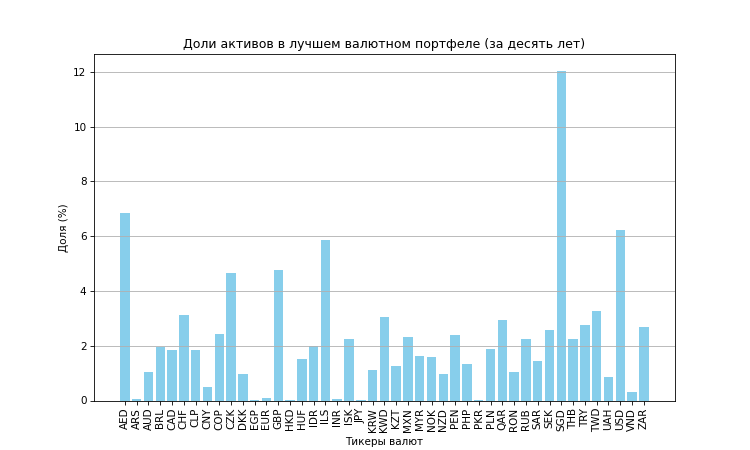 Доли активов в лучшем валютном портфеле (за десять лет)
Доля (%)
12
10
8
6
4
2
0
AED ARS AUD BRL CAD CHF CLP CNY COP CZK DKK EGP EUR GBP HKD HUF IDR ILS INR ISK JPY KRW KWD KZT MXN MYR NOK NZD PEN PHP PKR PLN QAR RON RUB SAR SEK SGD THB TRY TWD UAH USD VND ZAR
Тикеры валют